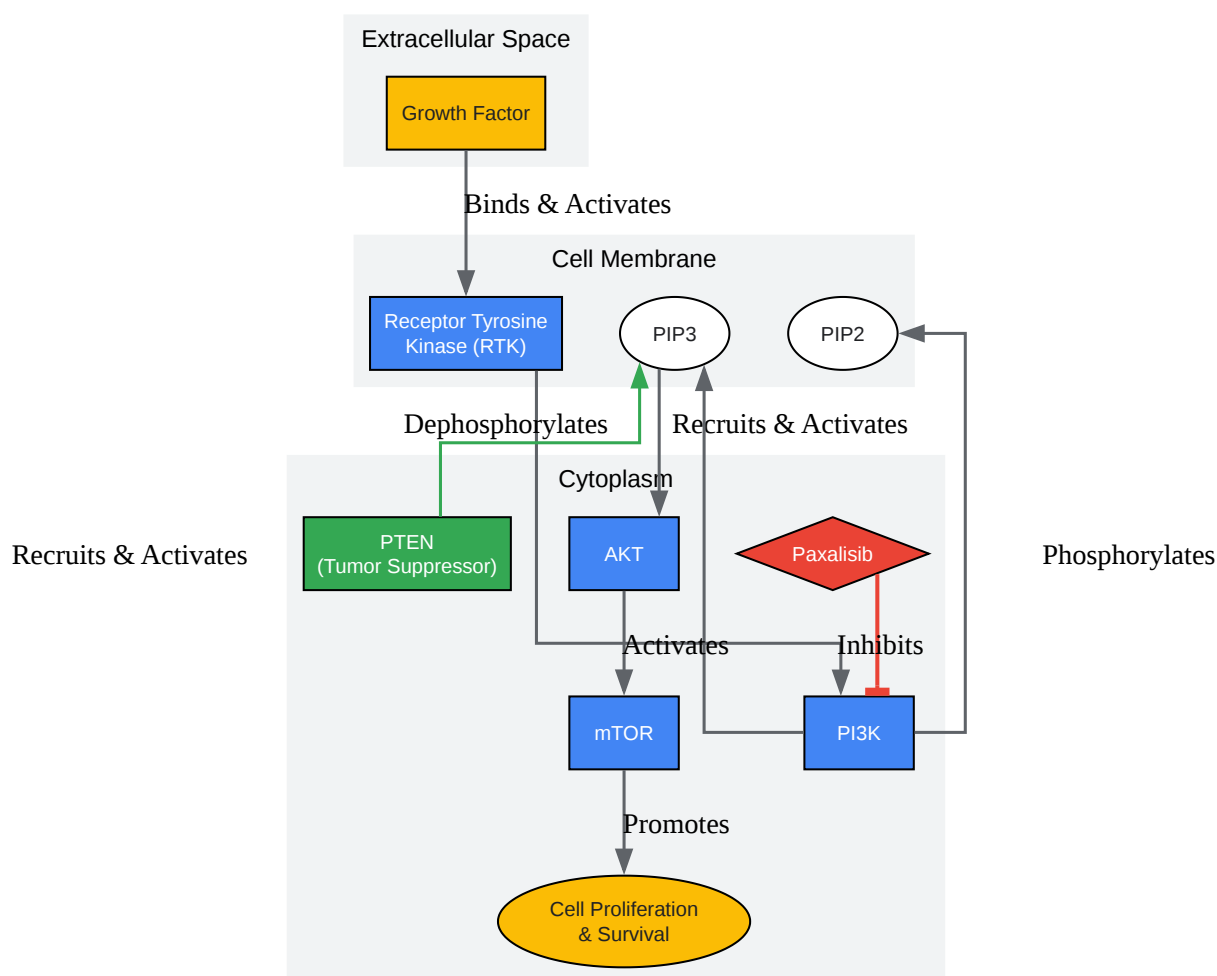 Extracellular Space
Growth Factor
Binds & Activates
Cell Membrane
Receptor Tyrosine
Kinase (RTK)
PIP3
PIP2
Dephosphorylates
Recruits & Activates
Cytoplasm
Recruits & Activates
PTEN
(Tumor Suppressor)
AKT
Paxalisib
Phosphorylates
Activates
Inhibits
mTOR
PI3K
Promotes
Cell Proliferation
& Survival